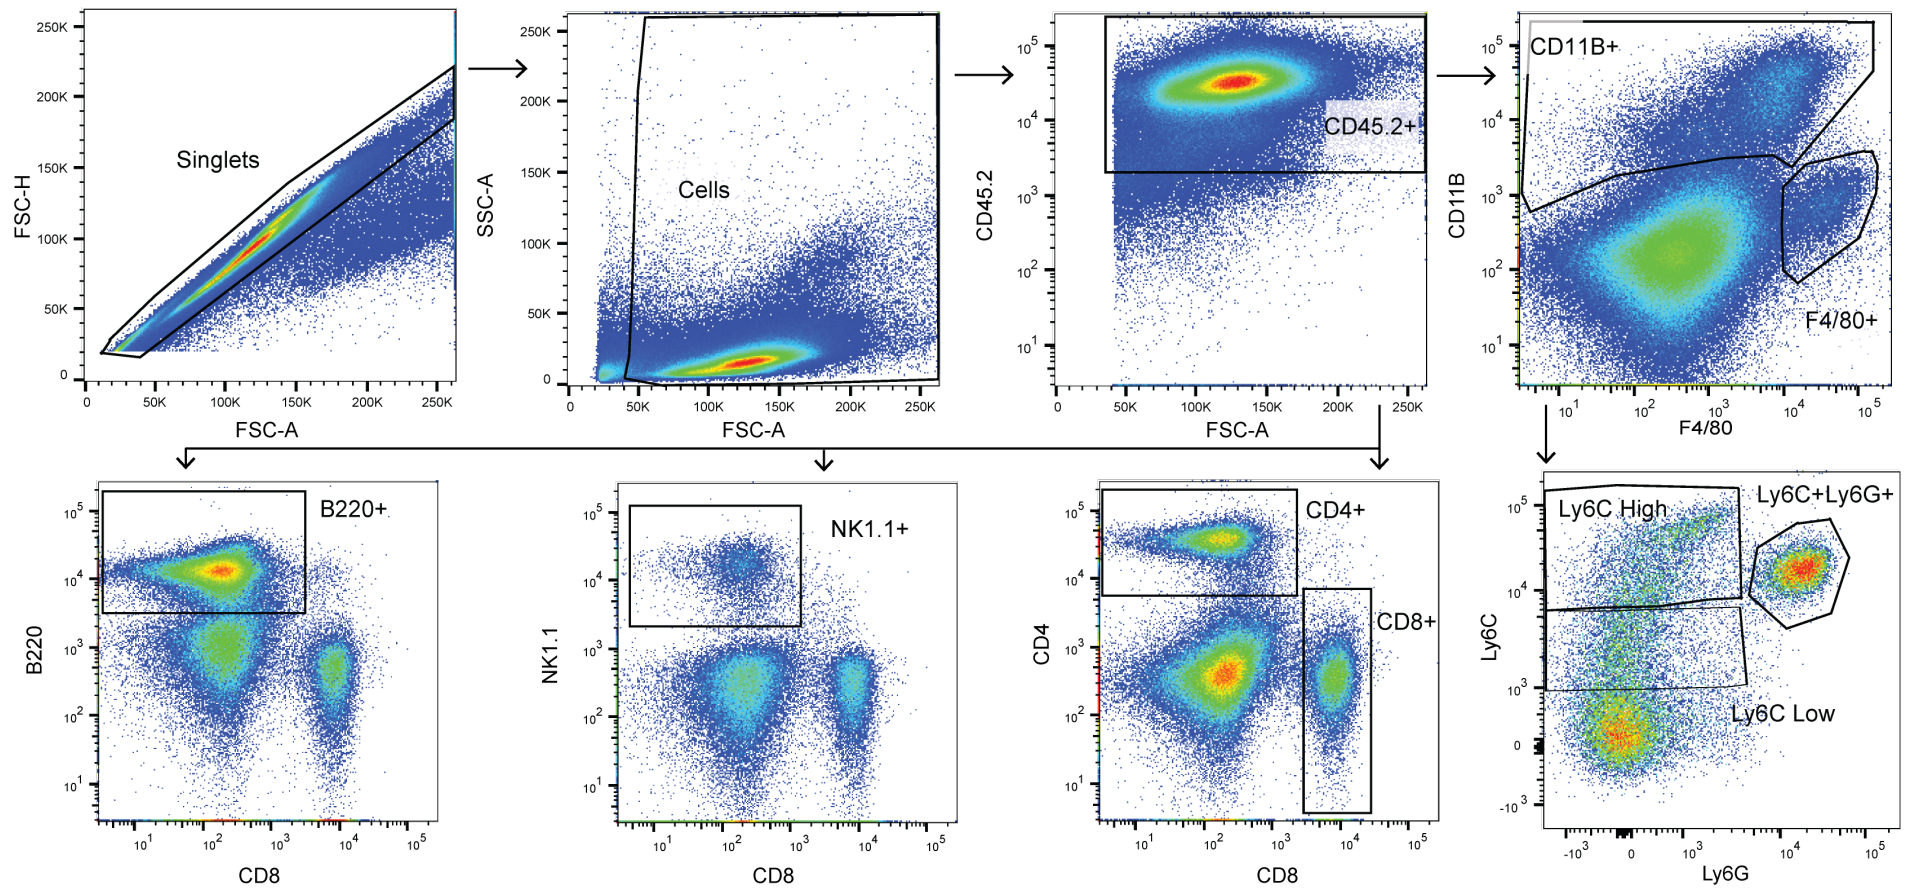 250K
200K
150K
100K
50K
0
FSC-H
Singlets
0
50K
100K
150K
200K
250K
FSC-A
250K
200K
150K
100K
50K
0
SSC-A
Cells
0
50K
100K
150K
200K
250K
FSC-A
10^5
10^4
10^3
10^2
10^1
CD45.2
CD45.2+
0
50K
100K
150K
200K
250K
FSC-A
10^5
10^4
10^3
10^2
10^1
CD11B
CD11B+
F4/80+
10^1
10^2
10^3
10^4
10^5
F4/80
10^5
10^4
10^3
10^2
10^1
B220
B220+
10^1
10^2
10^3
10^4
10^5
CD8
10^5
10^4
10^3
10^2
10^1
NK1.1
NK1.1+
10^1
10^2
10^3
10^4
10^5
CD8
10^5
10^4
10^3
10^2
10^1
CD4
CD4+
CD8+
10^1
10^2
10^3
10^4
10^5
CD8
10^5
10^4
10^3
0
-10^3
Ly6C
Ly6C High
Ly6C+Ly6G+
Ly6C Low
-10^3
0
10^3
10^4
10^5
Ly6G